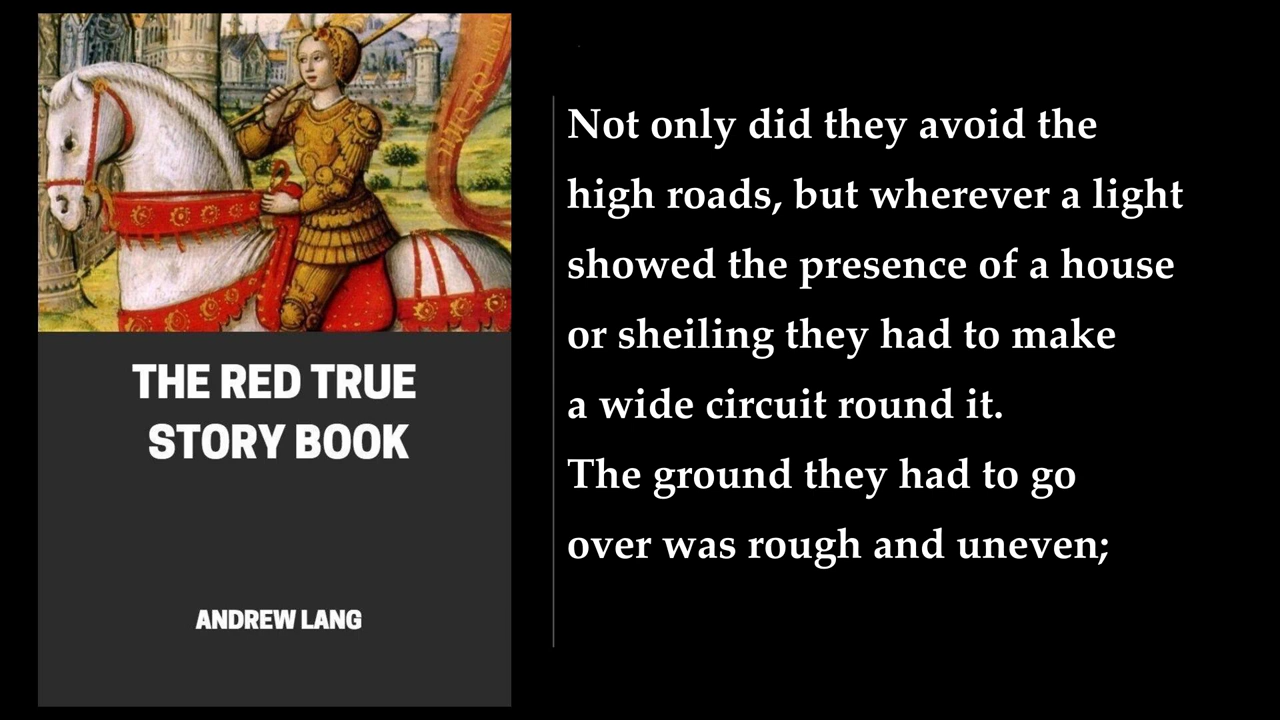 THE RED TRUE
STORY BOOK
ANDREW LANG
Not only did they avoid the
high roads, but wherever a light
showed the presence of a house
or sheiling they had to make
a wide circuit round it.
The ground they had to go
over was rough and uneven;